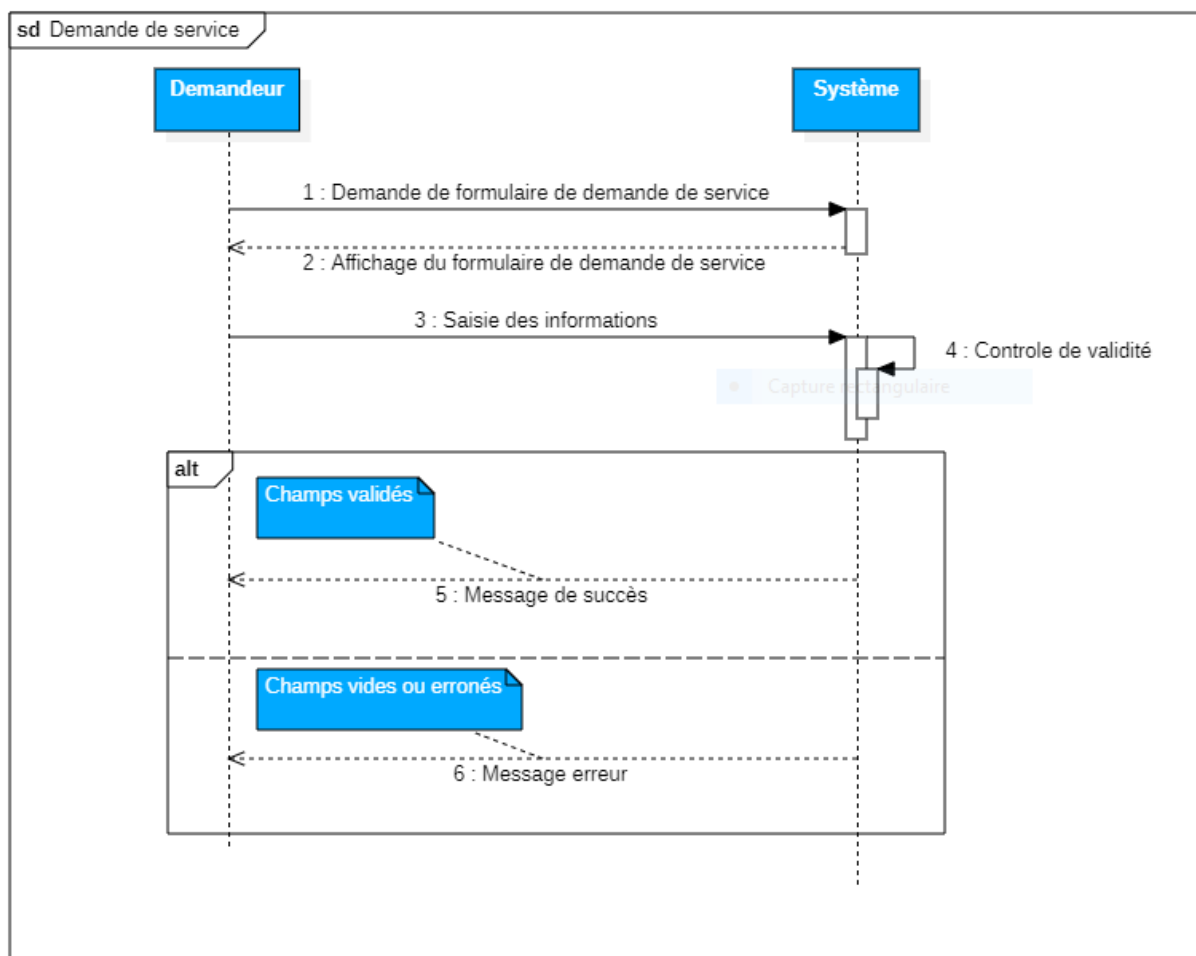 sd Demande de service
Demandeur
Système
1 : Demande de formulaire de demande de service
2 : Affichage du formulaire de demande de service
3 : Saisie des informations
4 : Controle de validité
Capture rectangulaire
alt
Champs validés
5 : Message de succès
Champs vides ou erronés
6 : Message erreur